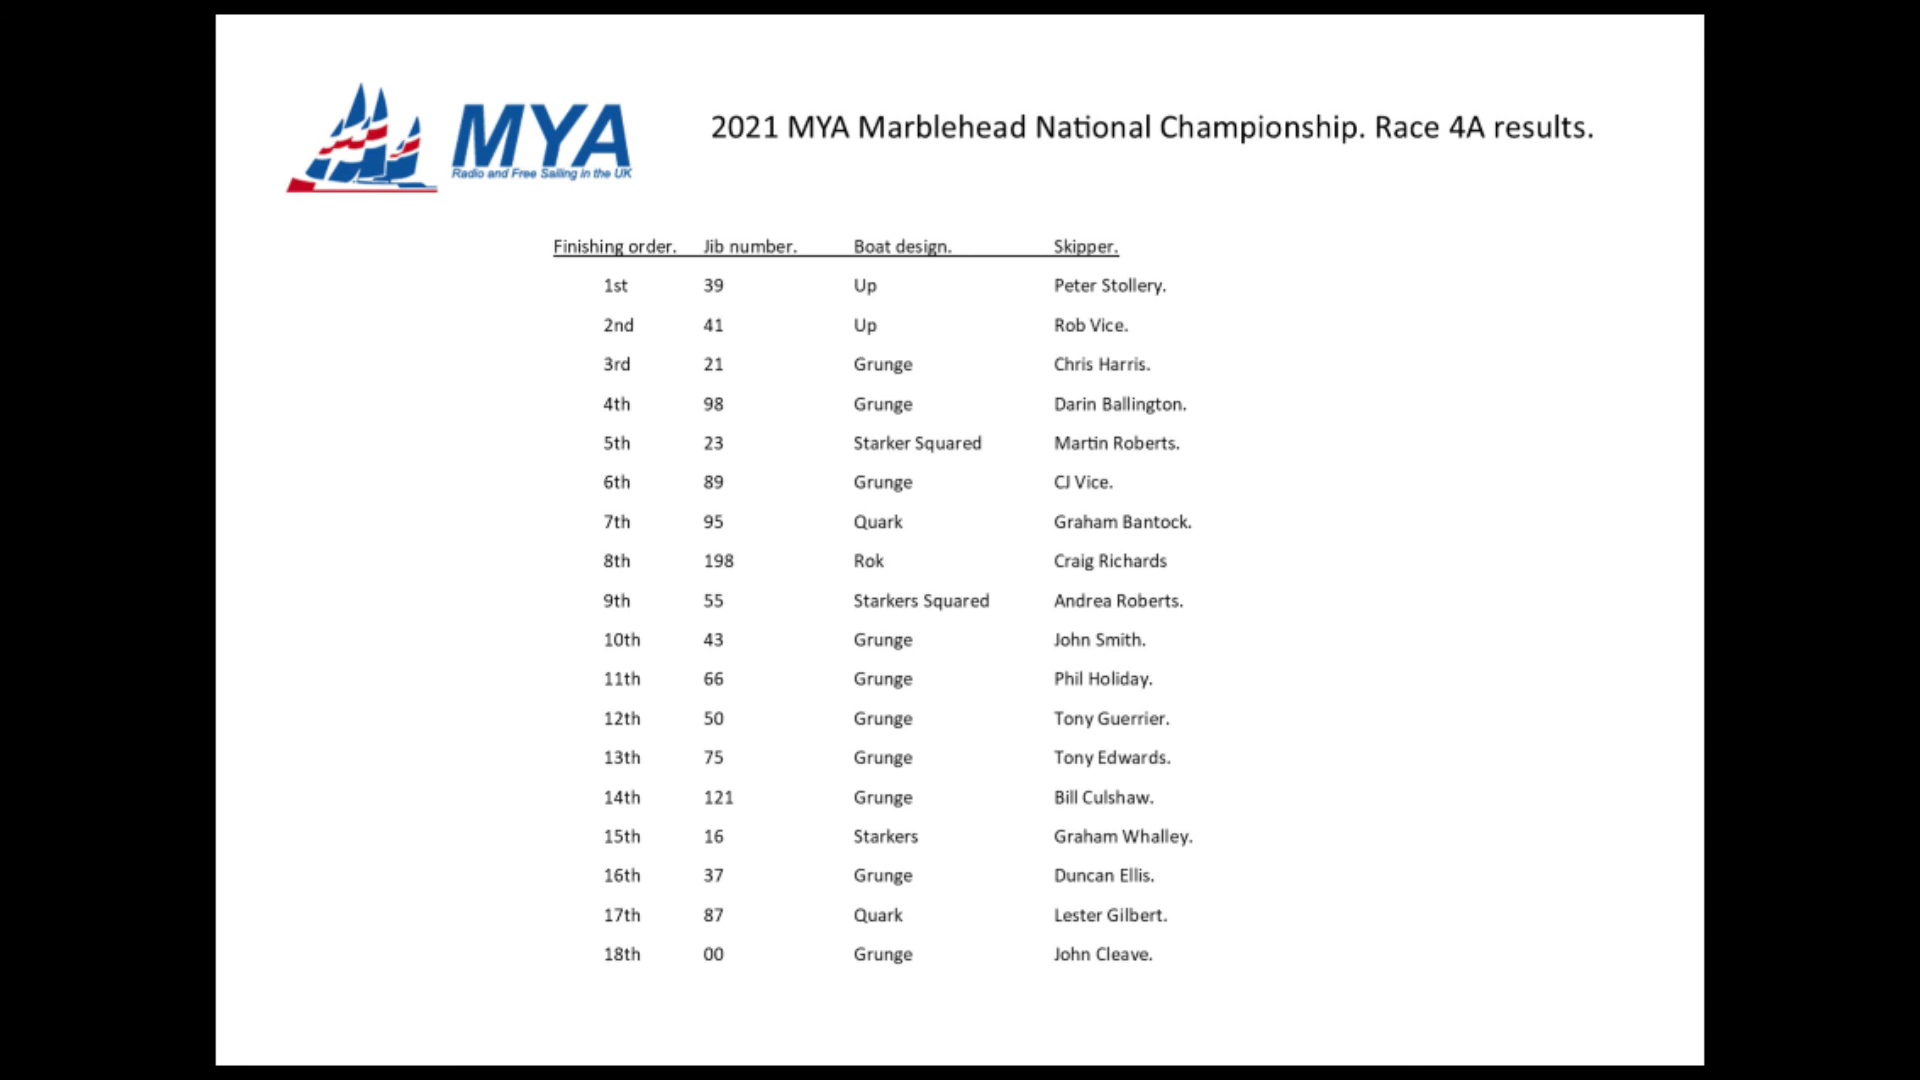 MYA
Radio and Free Sailing in the UK
2021 MYA Marblehead National Championship. Race 4A results.
Finishing order. Jib number. Boat design. Skipper.
1st 39 Up Peter Stollery.
2nd 41 Up Rob Vice.
3rd 21 Grunge Chris Harris.
4th 98 Grunge Darin Ballington.
5th 23 Starker Squared Martin Roberts.
6th 89 Grunge CJ Vice.
7th 95 Quark Graham Bantock.
8th 198 Rok Craig Richards
9th 55 Starkers Squared Andrea Roberts.
10th 43 Grunge John Smith.
11th 66 Grunge Phil Holiday.
12th 50 Grunge Tony Guerrier.
13th 75 Grunge Tony Edwards.
14th 121 Grunge Bill Culshaw.
15th 16 Starkers Graham Whalley.
16th 37 Grunge Duncan Ellis.
17th 87 Quark Lester Gilbert.
18th 00 Grunge John Cleave.